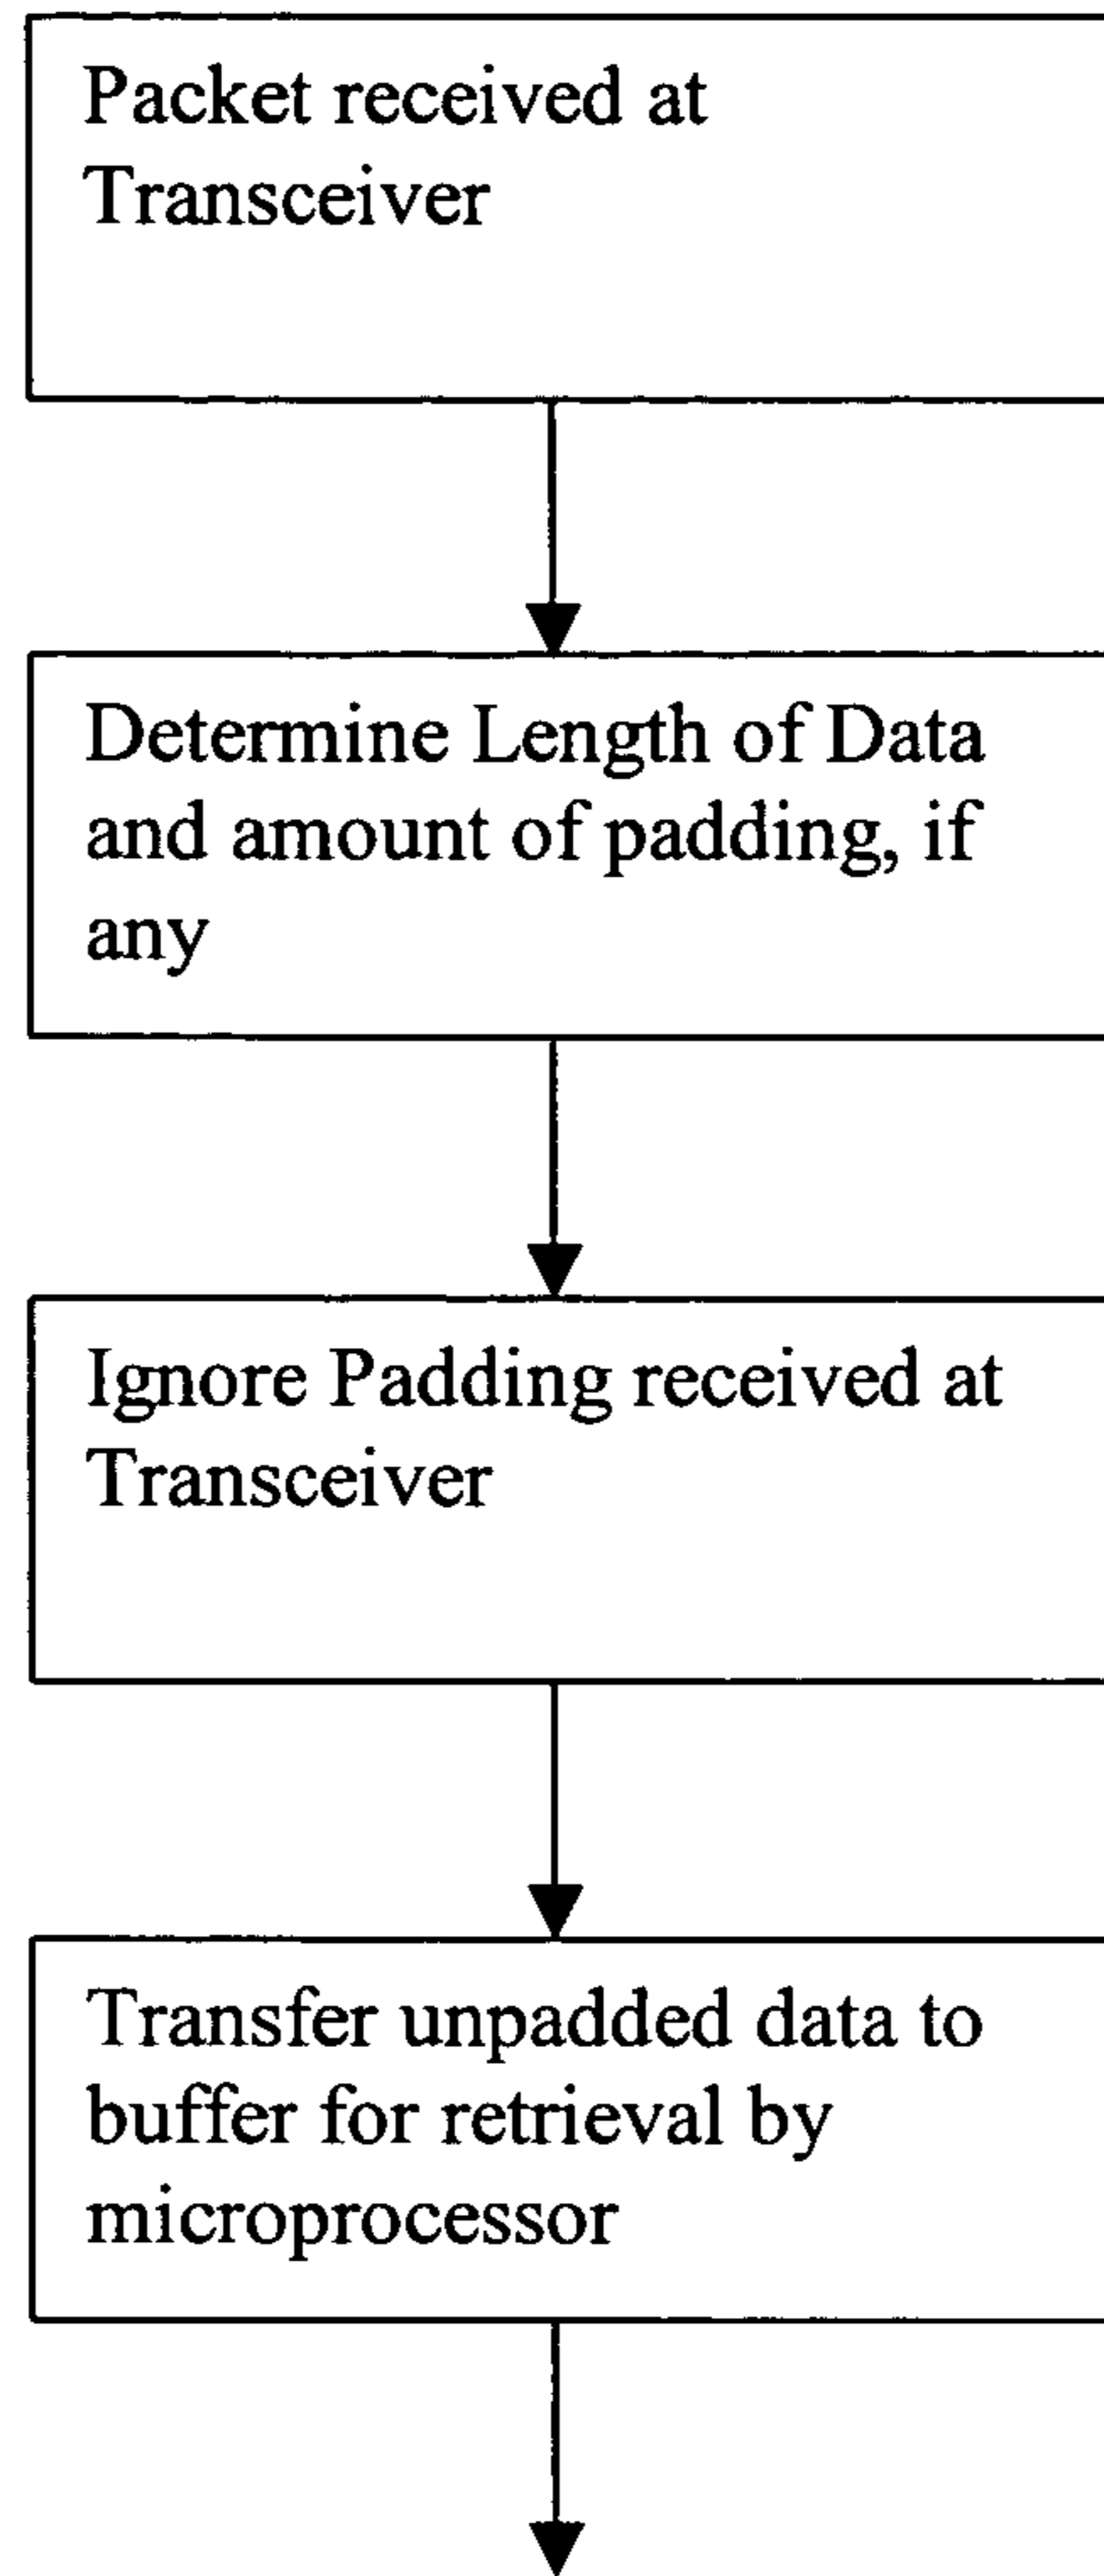 Packet received at
Transceiver
Determine Length of Data
and amount of padding, if
any
Ignore Padding received at
Transceiver
Transfer unpadded data to
buffer for retrieval by
microprocessor